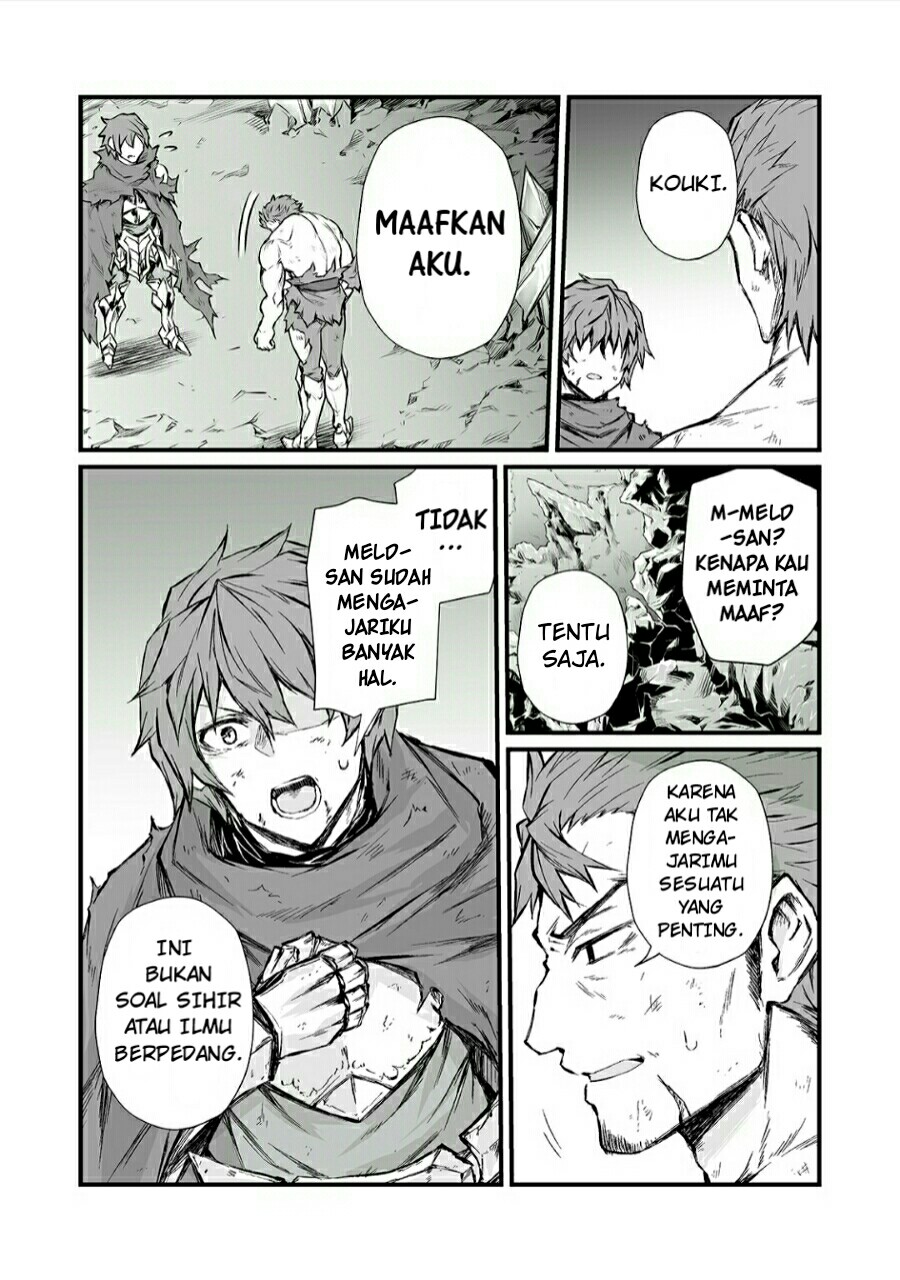 KOUKI.
MAAFKAN
AKU.
M-MELD
-SAN?
KENAPA KAU
MEMINTA
MAAF?
TENTU
SAJA.
KARENA
AKU TAK
MENGA-
JARIMU
SESUATU
YANG
PENTING.
TIDAK
...
MELD-
SAN SUDAH
MENGA-
JARIKU
BANYAK
HAL.
INI
BUKAN
SOAL SIHIR
ATAU ILMU
BERPEDANG.